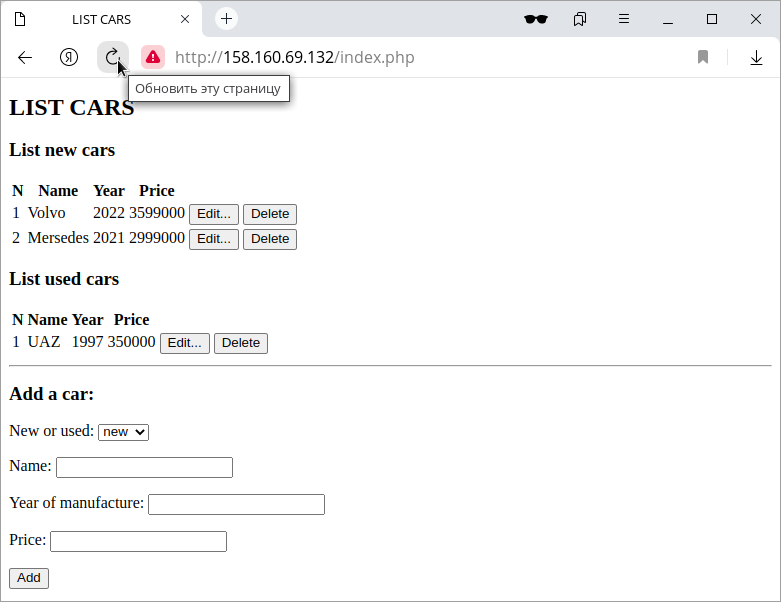 LIST CARS
Я http://158.160.69.132/index.php
Обновить эту страницу
LIST CARS
List new cars
N Name Year Price
1 Volvo 2022 3599000 Edit... Delete
2 Mersedes 2021 2999000 Edit... Delete
List used cars
N Name Year Price
1 UAZ 1997 350000 Edit... Delete
Add a car:
New or used: new
Name:
Year of manufacture:
Price:
Add